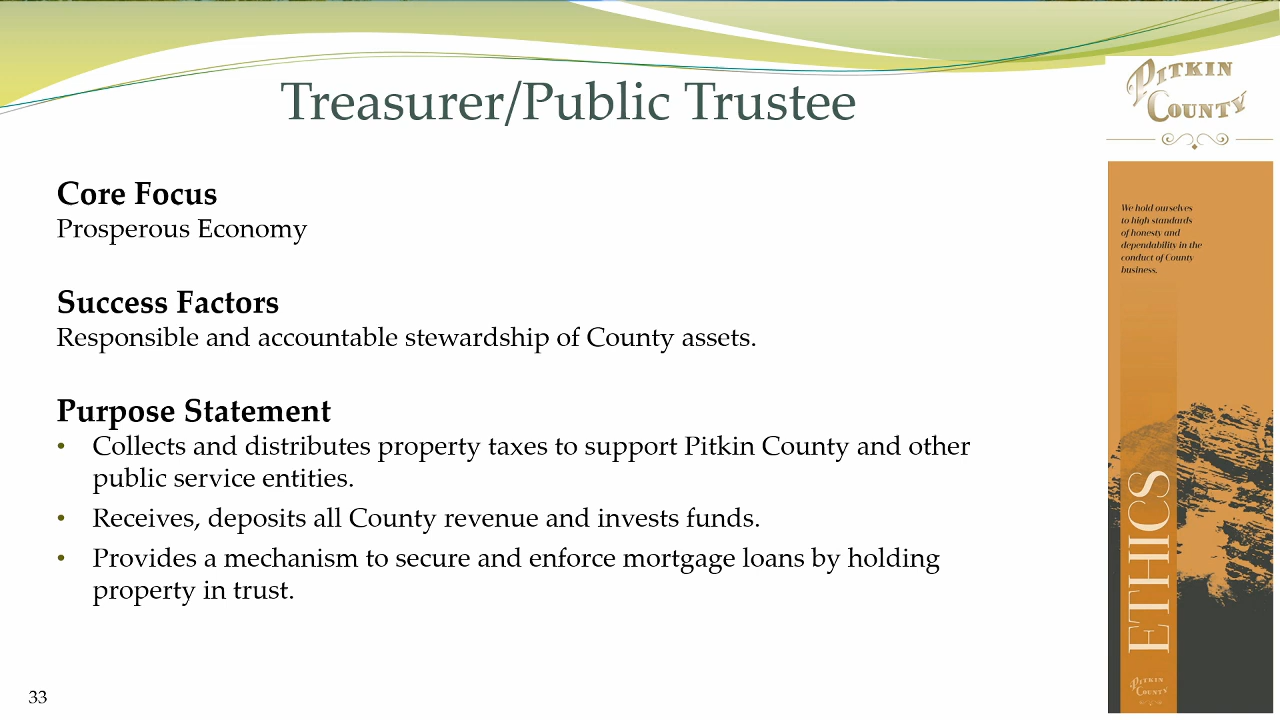 Treasurer/Public Trustee
PITKIN
COUNTY
Core Focus
Prosperous Economy
Success Factors
Responsible and accountable stewardship of County assets.
Purpose Statement
• Collects and distributes property taxes to support Pitkin County and other
public service entities.
• Receives, deposits all County revenue and invests funds.
• Provides a mechanism to secure and enforce mortgage loans by holding
property in trust.
We hold ourselves
to high standards
of honesty and
dependability in the
conduct of County
business.
ETHICS
PITKIN
COUNTY
33